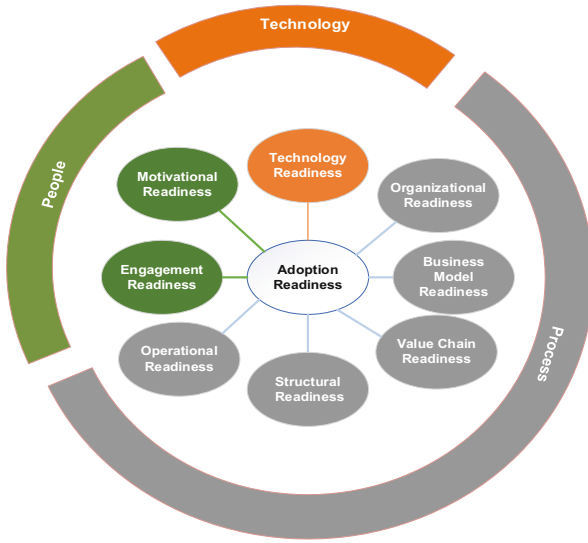 Technology
People
Process
Technology
Readiness
Motivational
Readiness
Organizational
Readiness
Engagement
Readiness
Adoption
Readiness
Business
Model
Readiness
Operational
Readiness
Structural
Readiness
Value Chain
Readiness